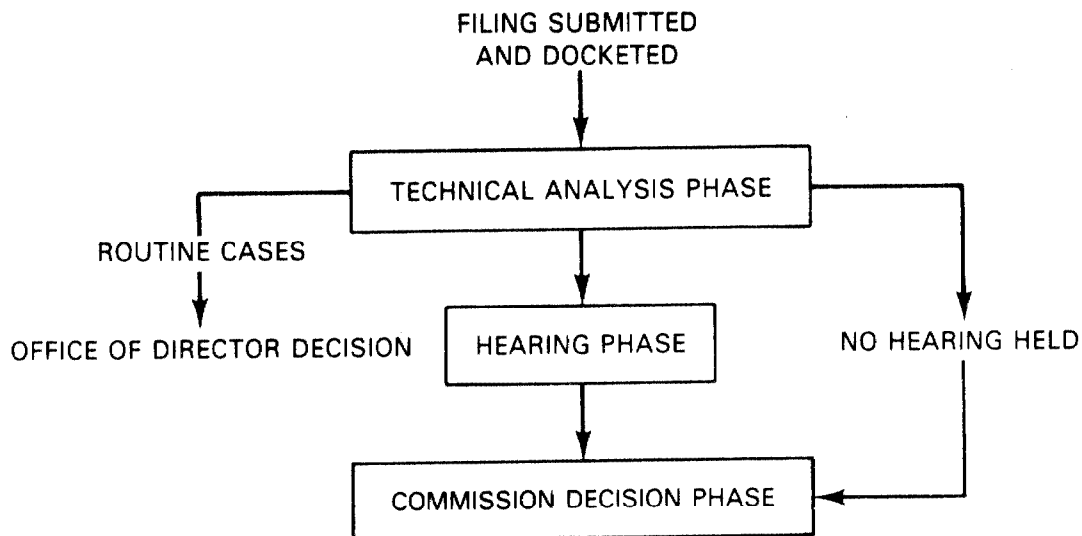 FILING SUBMITTED
AND DOCKETED
TECHNICAL ANALYSIS PHASE
ROUTINE CASES
OFFICE OF DIRECTOR DECISION
HEARING PHASE
NO HEARING HELD
COMMISSION DECISION PHASE